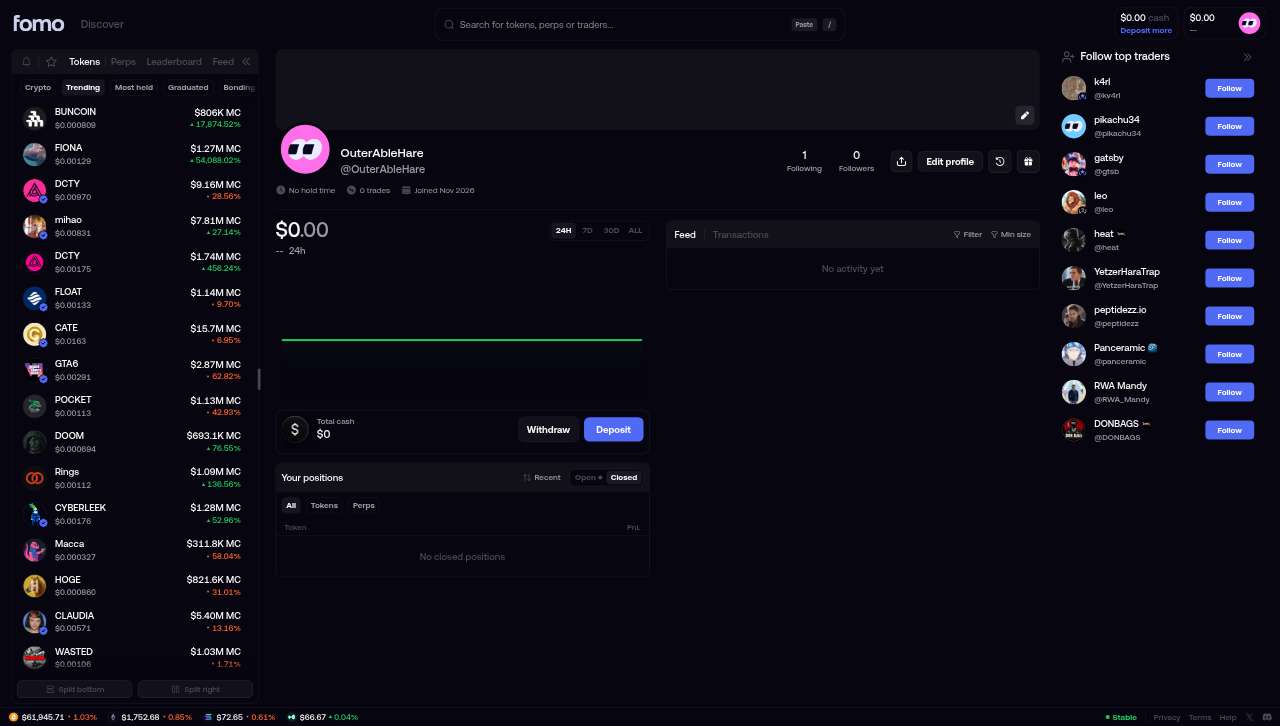 fomo Discover
Search for tokens, perps or traders... Paste /
$0.00 cash
Deposit more
$0.00
--
Tokens Perps Leaderboard Feed
Crypto Trending Most held Graduated Bonding
BUNCOIN $806K MC
$0.000809 17,874.52%
FIONA $1.27M MC
$0.00129 54,088.02%
DCTY $9.16M MC
$0.00970 28.56%
mihao $7.81M MC
$0.00831 27.14%
DCTY $1.74M MC
$0.00175 456.24%
FLOAT $1.14M MC
$0.00133 9.70%
CATE $15.7M MC
$0.0163 6.95%
GTA6 $2.87M MC
$0.00291 62.82%
POCKET $1.13M MC
$0.00113 42.93%
DOOM $693.1K MC
$0.000694 76.55%
Rings $1.09M MC
$0.00112 136.56%
CYBERLEEK $1.28M MC
$0.00176 52.96%
Macca $311.8K MC
$0.000327 58.04%
HOGE $821.6K MC
$0.000860 31.01%
CLAUDIA $5.40M MC
$0.00571 13.16%
WASTED $1.03M MC
$0.00106 1.71%
Split bottom Split right
OuterAbleHare
@OuterAbleHare
1 Following
0 Followers
Edit profile
No hold time 0 trades Joined Nov 2026
$0.00
-- 24h
24H 7D 30D ALL
Total cash
$0
Withdraw Deposit
Your positions Recent Open Closed
All Tokens Perps
Token PnL
No closed positions
Feed Transactions Filter Min size
No activity yet
Follow top traders
k4rl
@kv4rl
Follow
pikachu34
@pikachu34
Follow
gatsby
@gtsb
Follow
leo
@leo
Follow
heat
@heat
Follow
YetzerHaraTrap
@YetzerHaraTrap
Follow
peptidezz.io
@peptidezz
Follow
Panceramic
@panceramic
Follow
RWA Mandy
@RWA_Mandy
Follow
DONBAGS
@DONBAGS
Follow
$61,945.71 1.03% $1,752.68 0.85% $72.65 0.61% $66.67 0.04%
Stable Privacy Terms Help